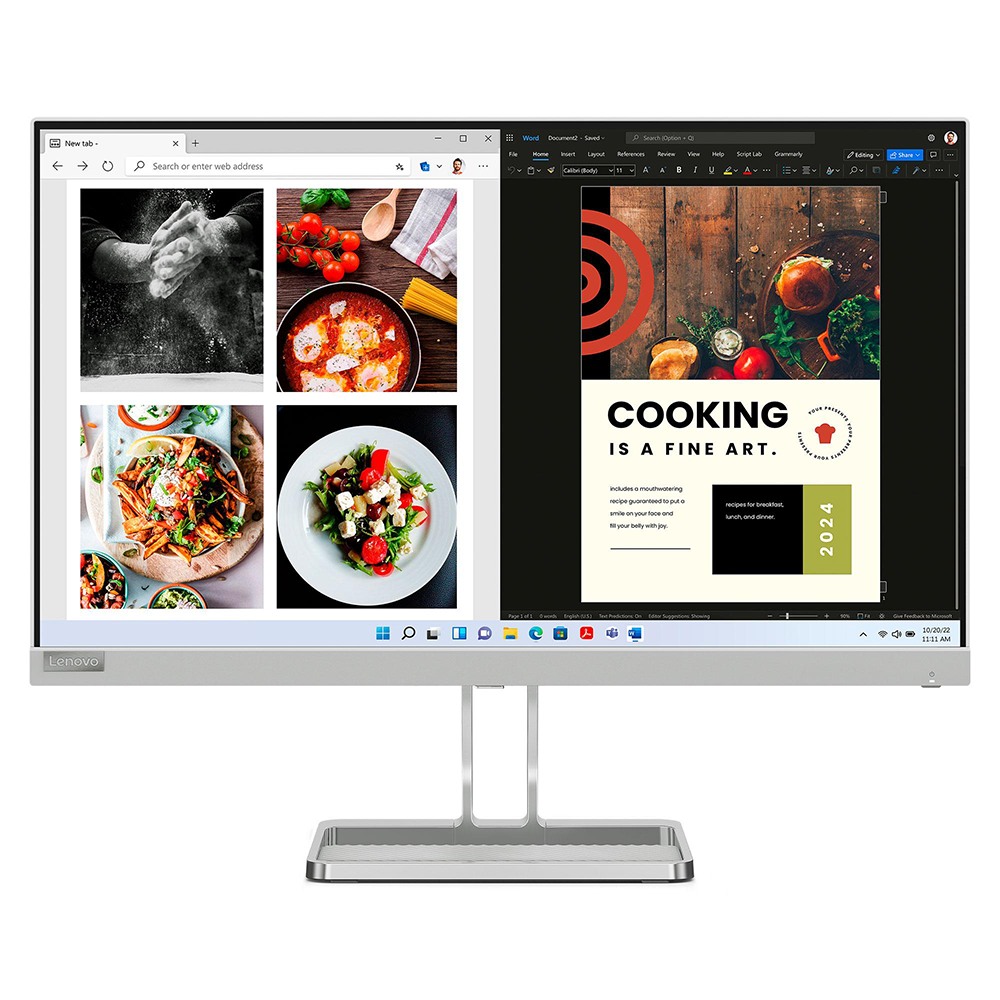 New tab -
Search or enter web address
Word Document2 - Saved
Search (Option + Q)
File Home Insert Layout References Review View Help Script Lab Grammarly
Editing Share
Calibri (Body) 11 A A B I U A
COOKING
IS A FINE ART.
YOUR PRESENTS YOUR PRESENTS YOUR PRESENTS
includes a mouthwatering
recipe guaranteed to put a
smile on your face and
fill your belly with joy.
recipes for breakfast,
lunch, and dinner.
2024
Page 1 of 1 0 words English (U.S.) Text Predictions: On Editor Suggestions: Showing
90% Fit Give Feedback to Microsoft
10/20/22
11:11 AM
Lenovo